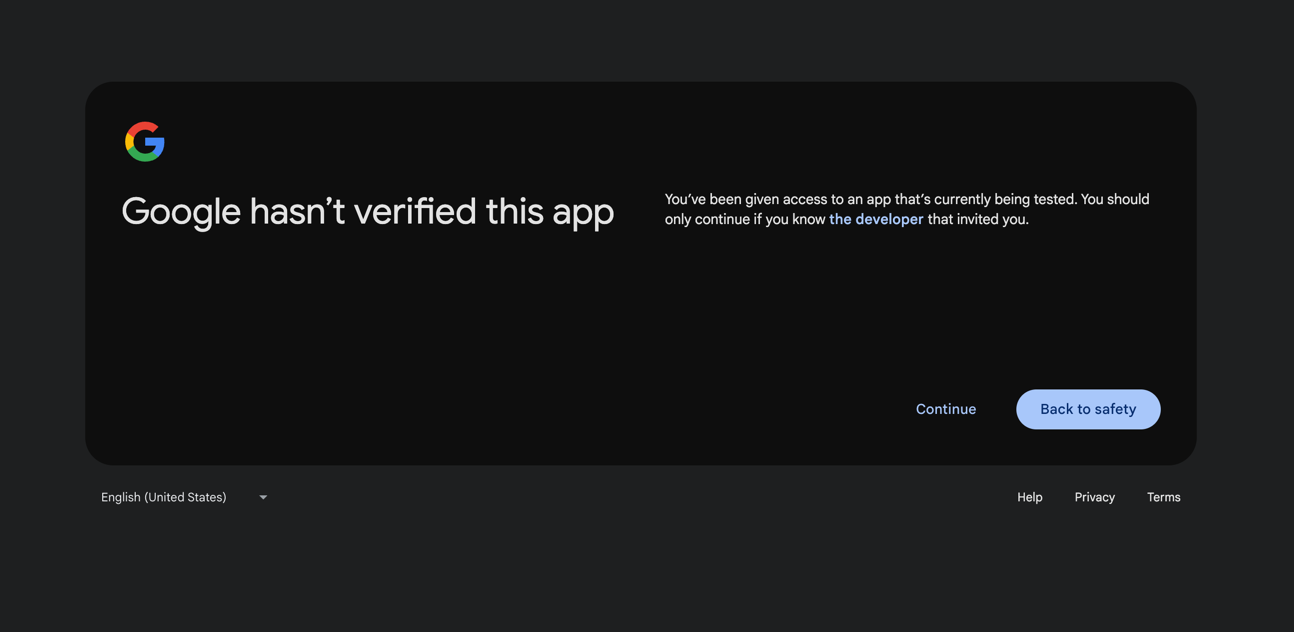 Google hasn’t verified this app
You’ve been given access to an app that’s currently being tested. You should
only continue if you know the developer that invited you.
Continue
Back to safety
English (United States)
Help
Privacy
Terms